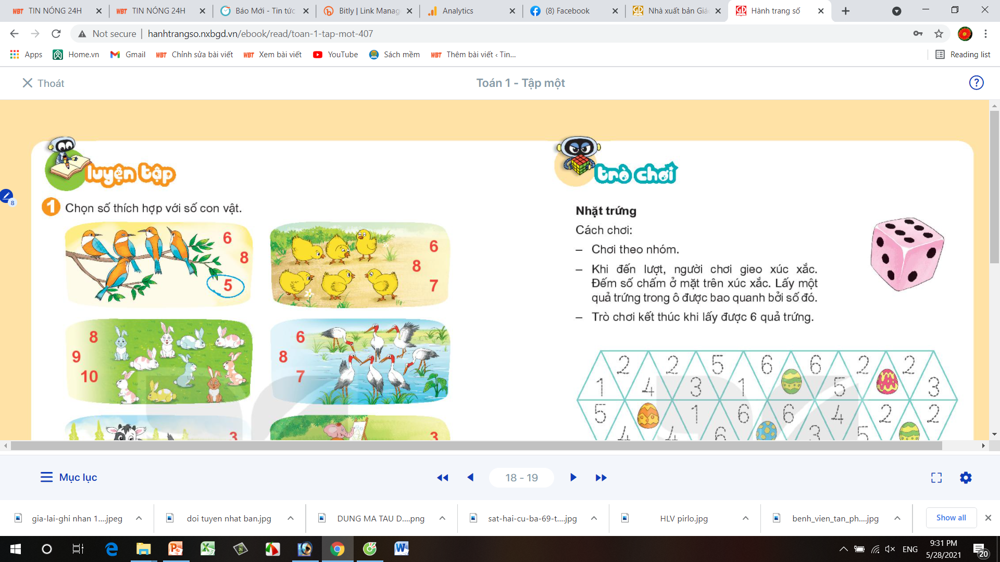 TIN NÓNG 24H
TIN NÓNG 24H
Báo Mới - Tin tức
Bitly | Link Manag
Analytics
(8) Facebook
Nhà xuất bản Giá
Hành trang số
Not secure | hanhtrangso.nxbgd.vn/ebook/read/toan-1-tap-mot-407
Apps
Home.vn
Gmail
WBT Chỉnh sửa bài viết
WBT Xem bài viết
YouTube
Sách mềm
WBT Thêm bài viết ‹ Tin...
Reading list
Thoát
Toán 1 - Tập một
?
8
luyện tập
1 Chọn số thích hợp với số con vật.
6
8
5
6
8
7
8
9
10
6
8
7
3
3
trò chơi
Nhặt trứng
Cách chơi:
– Chơi theo nhóm.
– Khi đến lượt, người chơi gieo xúc xắc.
Đếm số chấm ở mặt trên xúc xắc. Lấy một
quả trứng trong ô được bao quanh bởi số đó.
– Trò chơi kết thúc khi lấy được 6 quả trứng.
2 2 5 6 6 2 2
1 4 3 1 5 3
5 1 6 6 4 2 2
4 4 6 3 5
Mục lục
18 - 19
gia-lai-ghi nhan 1....jpeg
doi tuyen nhat ban.jpg
DUNG MA TAU D....png
sat-hai-cu-ba-69-t....jpg
HLV pirlo.jpg
benh_vien_tan_ph....jpg
Show all
ENG
9:31 PM
5/28/2021
20